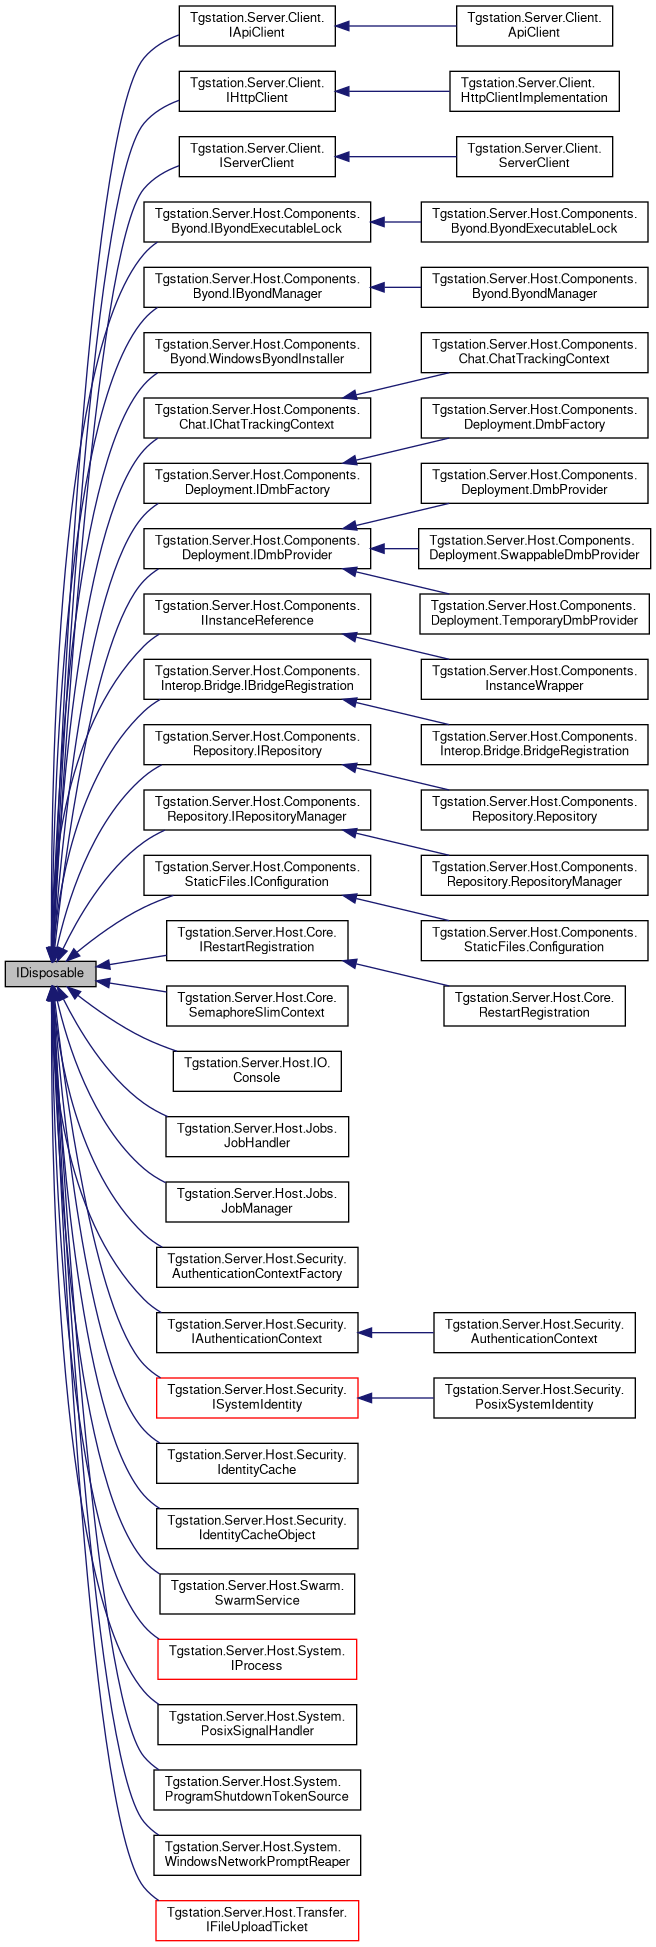 Tgstation.Server.Client.
IApiClient
Tgstation.Server.Client.
ApiClient
Tgstation.Server.Client.
IHttpClient
Tgstation.Server.Client.
HttpClientImplementation
Tgstation.Server.Client.
IServerClient
Tgstation.Server.Client.
ServerClient
Tgstation.Server.Host.Components.
Byond.IByondExecutableLock
Tgstation.Server.Host.Components.
Byond.ByondExecutableLock
Tgstation.Server.Host.Components.
Byond.IByondManager
Tgstation.Server.Host.Components.
Byond.ByondManager
Tgstation.Server.Host.Components.
Byond.WindowsByondInstaller
Tgstation.Server.Host.Components.
Chat.ChatTrackingContext
Tgstation.Server.Host.Components.
Chat.IChatTrackingContext
Tgstation.Server.Host.Components.
Deployment.DmbFactory
Tgstation.Server.Host.Components.
Deployment.IDmbFactory
Tgstation.Server.Host.Components.
Deployment.DmbProvider
Tgstation.Server.Host.Components.
Deployment.IDmbProvider
Tgstation.Server.Host.Components.
Deployment.SwappableDmbProvider
Tgstation.Server.Host.Components.
IInstanceReference
Tgstation.Server.Host.Components.
Deployment.TemporaryDmbProvider
Tgstation.Server.Host.Components.
Interop.Bridge.IBridgeRegistration
Tgstation.Server.Host.Components.
InstanceWrapper
Tgstation.Server.Host.Components.
Repository.IRepository
Tgstation.Server.Host.Components.
Interop.Bridge.BridgeRegistration
Tgstation.Server.Host.Components.
Repository.IRepositoryManager
Tgstation.Server.Host.Components.
Repository.Repository
Tgstation.Server.Host.Components.
StaticFiles.IConfiguration
Tgstation.Server.Host.Components.
Repository.RepositoryManager
Tgstation.Server.Host.Core.
IRestartRegistration
Tgstation.Server.Host.Components.
StaticFiles.Configuration
IDisposable
Tgstation.Server.Host.Core.
SemaphoreSlimContext
Tgstation.Server.Host.Core.
RestartRegistration
Tgstation.Server.Host.IO.
Console
Tgstation.Server.Host.Jobs.
JobHandler
Tgstation.Server.Host.Jobs.
JobManager
Tgstation.Server.Host.Security.
AuthenticationContextFactory
Tgstation.Server.Host.Security.
IAuthenticationContext
Tgstation.Server.Host.Security.
AuthenticationContext
Tgstation.Server.Host.Security.
ISystemIdentity
Tgstation.Server.Host.Security.
PosixSystemIdentity
Tgstation.Server.Host.Security.
IdentityCache
Tgstation.Server.Host.Security.
IdentityCacheObject
Tgstation.Server.Host.Swarm.
SwarmService
Tgstation.Server.Host.System.
IProcess
Tgstation.Server.Host.System.
PosixSignalHandler
Tgstation.Server.Host.System.
ProgramShutdownTokenSource
Tgstation.Server.Host.System.
WindowsNetworkPromptReaper
Tgstation.Server.Host.Transfer.
IFileUploadTicket